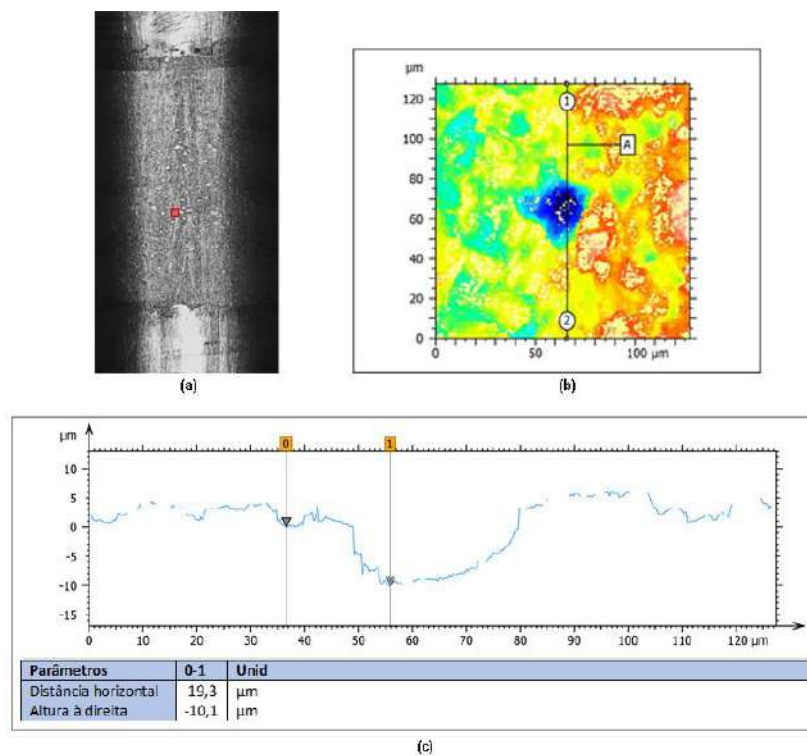 (a)
µm
120
100
80
60
40
20
0
1
A
2
0 50 100 µm
(b)
µm
0 1
10
5
0
-5
-10
-15
0 10 20 30 40 50 60 70 80 90 100 110 120 µm
Parâmetros 0-1 Unid
Distância horizontal 19,3 µm
Altura à direita -10,1 µm
(c)